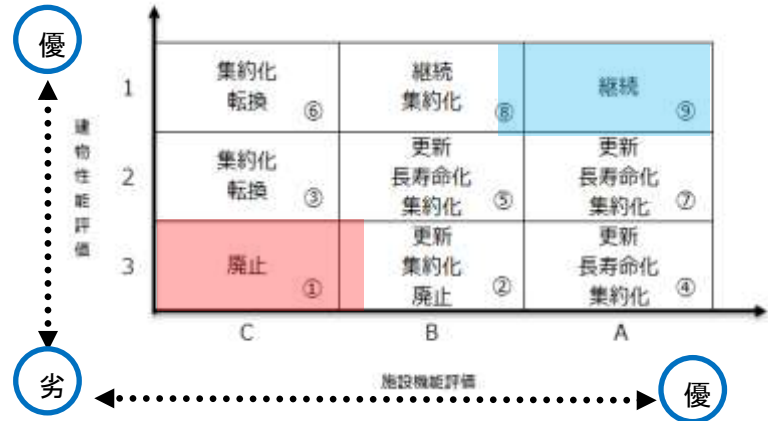 優
1
集約化
転換
⑥
継続
集約化
⑧
継続
⑨
建物性能評価
2
集約化
転換
③
更新
長寿命化
集約化
⑤
更新
長寿命化
集約化
⑦
3
廃止
①
更新
集約化
廃止
②
更新
長寿命化
集約化
④
C
B
A
劣
施設機能評価
優